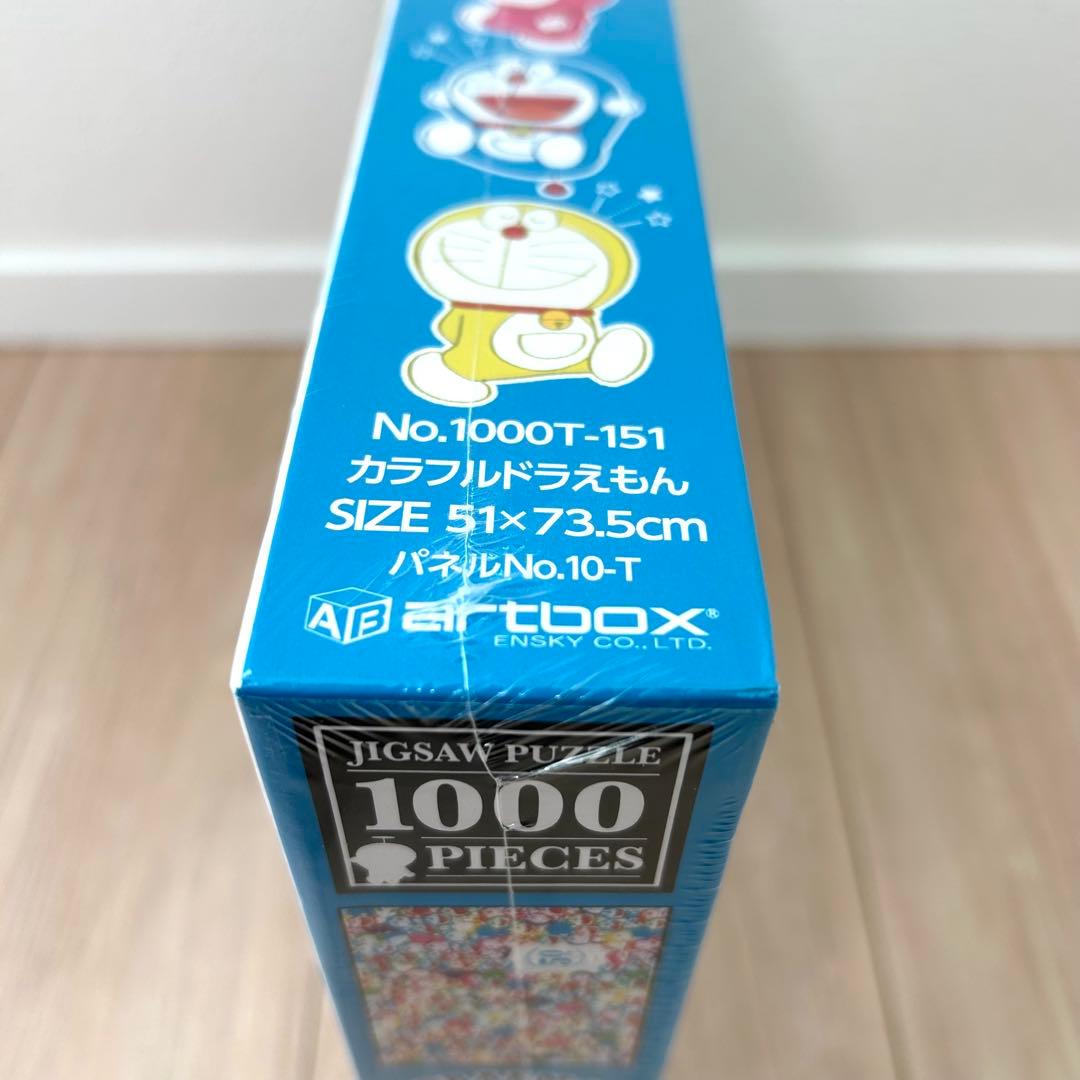 No.1000T-151
カラフルドラえもん
SIZE 51×73.5cm
パネルNo.10-T
AB artbox®
ENSKY CO., LTD.
JIGSAW PUZZLE
1000
PIECES